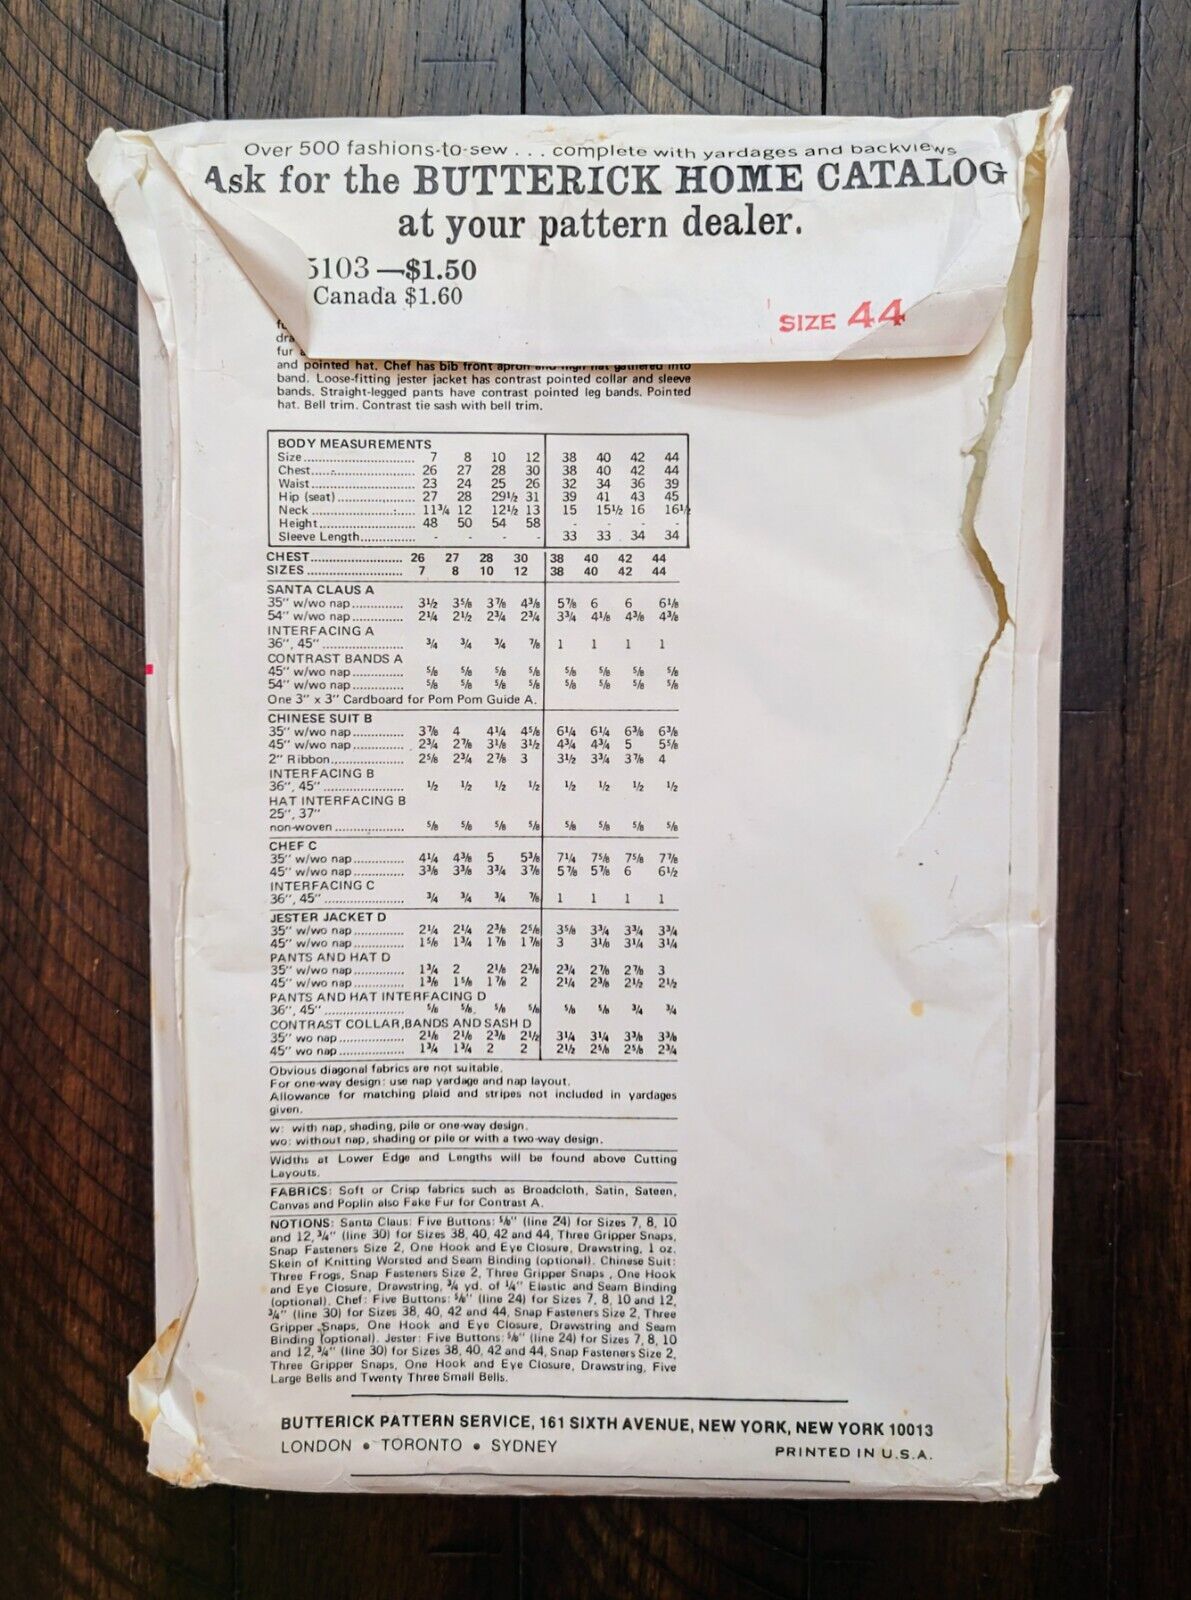 Over 500 fashions-to-sew . . . complete with yardages and backviews
Ask for the BUTTERICK HOME CATALOG
at your pattern dealer.
5103 —$1.50
Canada $1.60
SIZE 44
fur
and pointed hat. Chef has bib front apron and high hat gathered into
band. Loose-fitting jester jacket has contrast pointed collar and sleeve
bands. Straight-legged pants have contrast pointed leg bands. Pointed
hat. Bell trim. Contrast tie sash with bell trim.
BODY MEASUREMENTS
Size 7 8 10 12 38 40 42 44
Chest 26 27 28 30 38 40 42 44
Waist 23 24 25 26 32 34 36 39
Hip (seat) 27 28 29½ 31 39 41 43 45
Neck 11¾ 12 12½ 13 15 15½ 16 16½
Height 48 50 54 58 - - - -
Sleeve Length - - - - 33 33 34 34
CHEST 26 27 28 30 38 40 42 44
SIZES 7 8 10 12 38 40 42 44
SANTA CLAUS A
35" w/wo nap 3½ 3⅝ 3⅞ 4⅜ 5⅞ 6 6 6⅛
54" w/wo nap 2¼ 2½ 2¾ 2¾ 3¾ 4⅛ 4⅜ 4⅜
INTERFACING A
36", 45" ¾ ¾ ¾ ⅞ 1 1 1 1
CONTRAST BANDS A
45" w/wo nap ⅝ ⅝ ⅝ ⅝ ⅝ ⅝ ⅝ ⅝
54" w/wo nap ⅝ ⅝ ⅝ ⅝ ⅝ ⅝ ⅝ ⅝
One 3" x 3" Cardboard for Pom Pom Guide A.
CHINESE SUIT B
35" w/wo nap 3⅞ 4 4¼ 4⅝ 6¼ 6¼ 6⅜ 6⅜
45" w/wo nap 2¾ 2⅞ 3⅛ 3½ 4¾ 4¾ 5 5⅝
2" Ribbon 2⅝ 2¾ 2⅞ 3 3½ 3¾ 3⅞ 4
INTERFACING B
36", 45" ½ ½ ½ ½ ½ ½ ½ ½
HAT INTERFACING B
25", 37"
non-woven ⅝ ⅝ ⅝ ⅝ ⅝ ⅝ ⅝ ⅝
CHEF C
35" w/wo nap 4¼ 4⅜ 5 5⅜ 7¼ 7⅝ 7⅝ 7⅞
45" w/wo nap 3⅜ 3⅜ 3¾ 3⅞ 5⅞ 5⅞ 6 6½
INTERFACING C
36", 45" ¾ ¾ ¾ ⅞ 1 1 1 1
JESTER JACKET D
35" w/wo nap 2¼ 2¼ 2⅜ 2⅝ 3⅝ 3¾ 3¾ 3¾
45" w/wo nap 1⅝ 1¾ 1⅞ 1⅞ 3 3⅛ 3¼ 3¼
PANTS AND HAT D
35" w/wo nap 1¾ 2 2⅛ 2⅜ 2¾ 2⅞ 2⅞ 3
45" w/wo nap 1⅜ 1⅝ 1⅞ 2 2¼ 2⅜ 2½ 2½
PANTS AND HAT INTERFACING D
36", 45" ⅝ ⅝ ⅝ ⅝ ⅝ ⅝ ¾ ¾
CONTRAST COLLAR,BANDS AND SASH D
35" wo nap 2⅛ 2⅛ 2⅜ 2½ 3¼ 3¼ 3⅜ 3⅜
45" wo nap 1¾ 1¾ 2 2 2½ 2⅝ 2⅝ 2¾
Obvious diagonal fabrics are not suitable.
For one-way design: use nap yardage and nap layout.
Allowance for matching plaid and stripes not included in yardages
given.
w: with nap, shading, pile or one-way design.
wo: without nap, shading or pile or with a two-way design.
Widths at Lower Edge and Lengths will be found above Cutting
Layouts.
FABRICS: Soft or Crisp fabrics such as Broadcloth, Satin, Sateen,
Canvas and Poplin also Fake Fur for Contrast A.
NOTIONS: Santa Claus: Five Buttons: ⅝" (line 24) for Sizes 7, 8, 10
and 12, ¾" (line 30) for Sizes 38, 40, 42 and 44, Three Gripper Snaps,
Snap Fasteners Size 2, One Hook and Eye Closure, Drawstring, 1 oz.
Skein of Knitting Worsted and Seam Binding (optional). Chinese Suit:
Three Frogs, Snap Fasteners Size 2, Three Gripper Snaps , One Hook
and Eye Closure, Drawstring, ¾ yd. of ¼" Elastic and Seam Binding
(optional). Chef: Five Buttons: ⅝" (line 24) for Sizes 7, 8, 10 and 12,
¾" (line 30) for Sizes 38, 40, 42 and 44, Snap Fasteners Size 2, Three
Gripper Snaps, One Hook and Eye Closure, Drawstring and Seam
Binding (optional). Jester: Five Buttons: ⅝" (line 24) for Sizes 7, 8, 10
and 12, ¾" (line 30) for Sizes 38, 40, 42 and 44, Snap Fasteners Size 2,
Three Gripper Snaps, One Hook and Eye Closure, Drawstring, Five
Large Bells and Twenty Three Small Bells.
BUTTERICK PATTERN SERVICE, 161 SIXTH AVENUE, NEW YORK, NEW YORK 10013
LONDON • TORONTO • SYDNEY
PRINTED IN U.S.A.